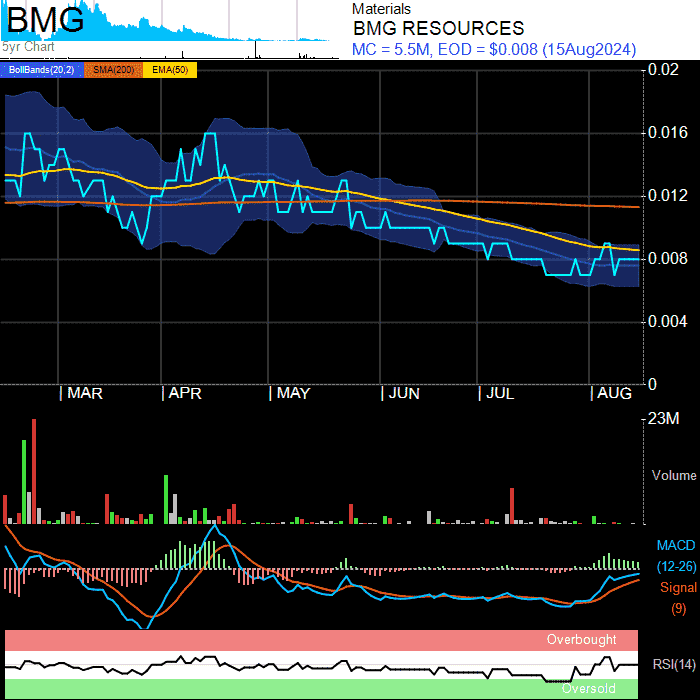 BMG
5yr Chart
Materials
BMG RESOURCES
MC = 5.5M, EOD = $0.008 (15Aug2024)
BollBands(20,2) SMA(200) EMA(50)
0.02
0.016
0.012
0.008
0.004
0
MAR APR MAY JUN JUL AUG
23M
Volume
MACD
(12-26)
Signal
(9)
Overbought
RSI(14)
Oversold